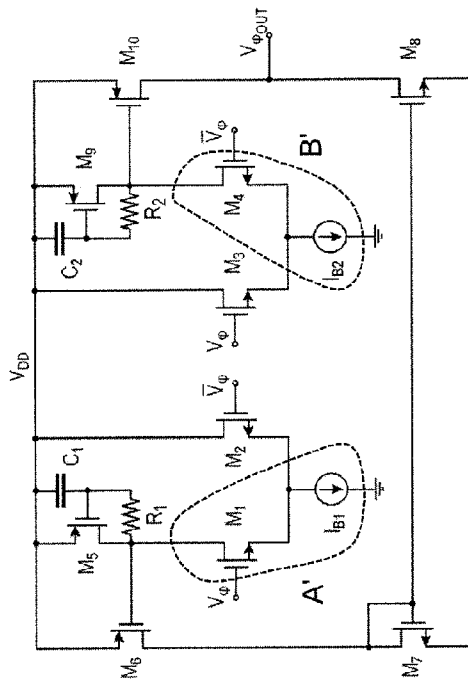 V_DD
M₆
M₅
C₁
R₁
V_φ
M₁
A'
I_B1
M₂
V̅_φ
V_φ
M₃
C₂
M₉
R₂
M₄
V̅_φ
B'
I_B2
M₁₀
V_φOUT
M₇
M₈